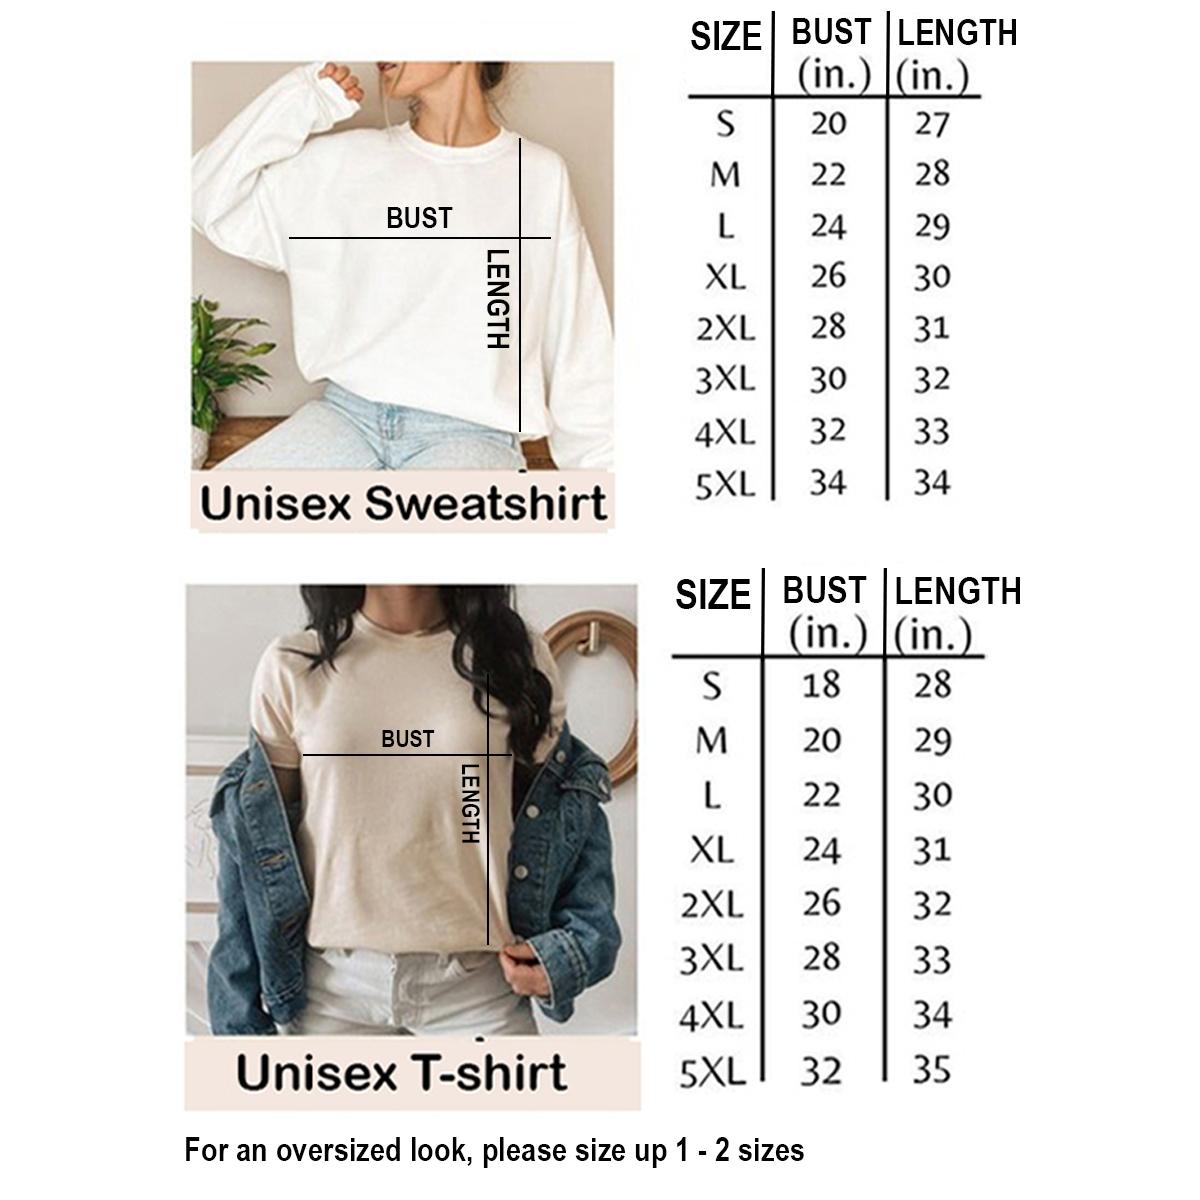 SIZE BUST LENGTH
(in.) (in.)
S 20 27
M 22 28
L 24 29
XL 26 30
2XL 28 31
3XL 30 32
4XL 32 33
5XL 34 34
BUST
LENGTH
Unisex Sweatshirt
SIZE BUST LENGTH
(in.) (in.)
S 18 28
M 20 29
L 22 30
XL 24 31
2XL 26 32
3XL 28 33
4XL 30 34
5XL 32 35
BUST
LENGTH
Unisex T-shirt
For an oversized look, please size up 1 - 2 sizes